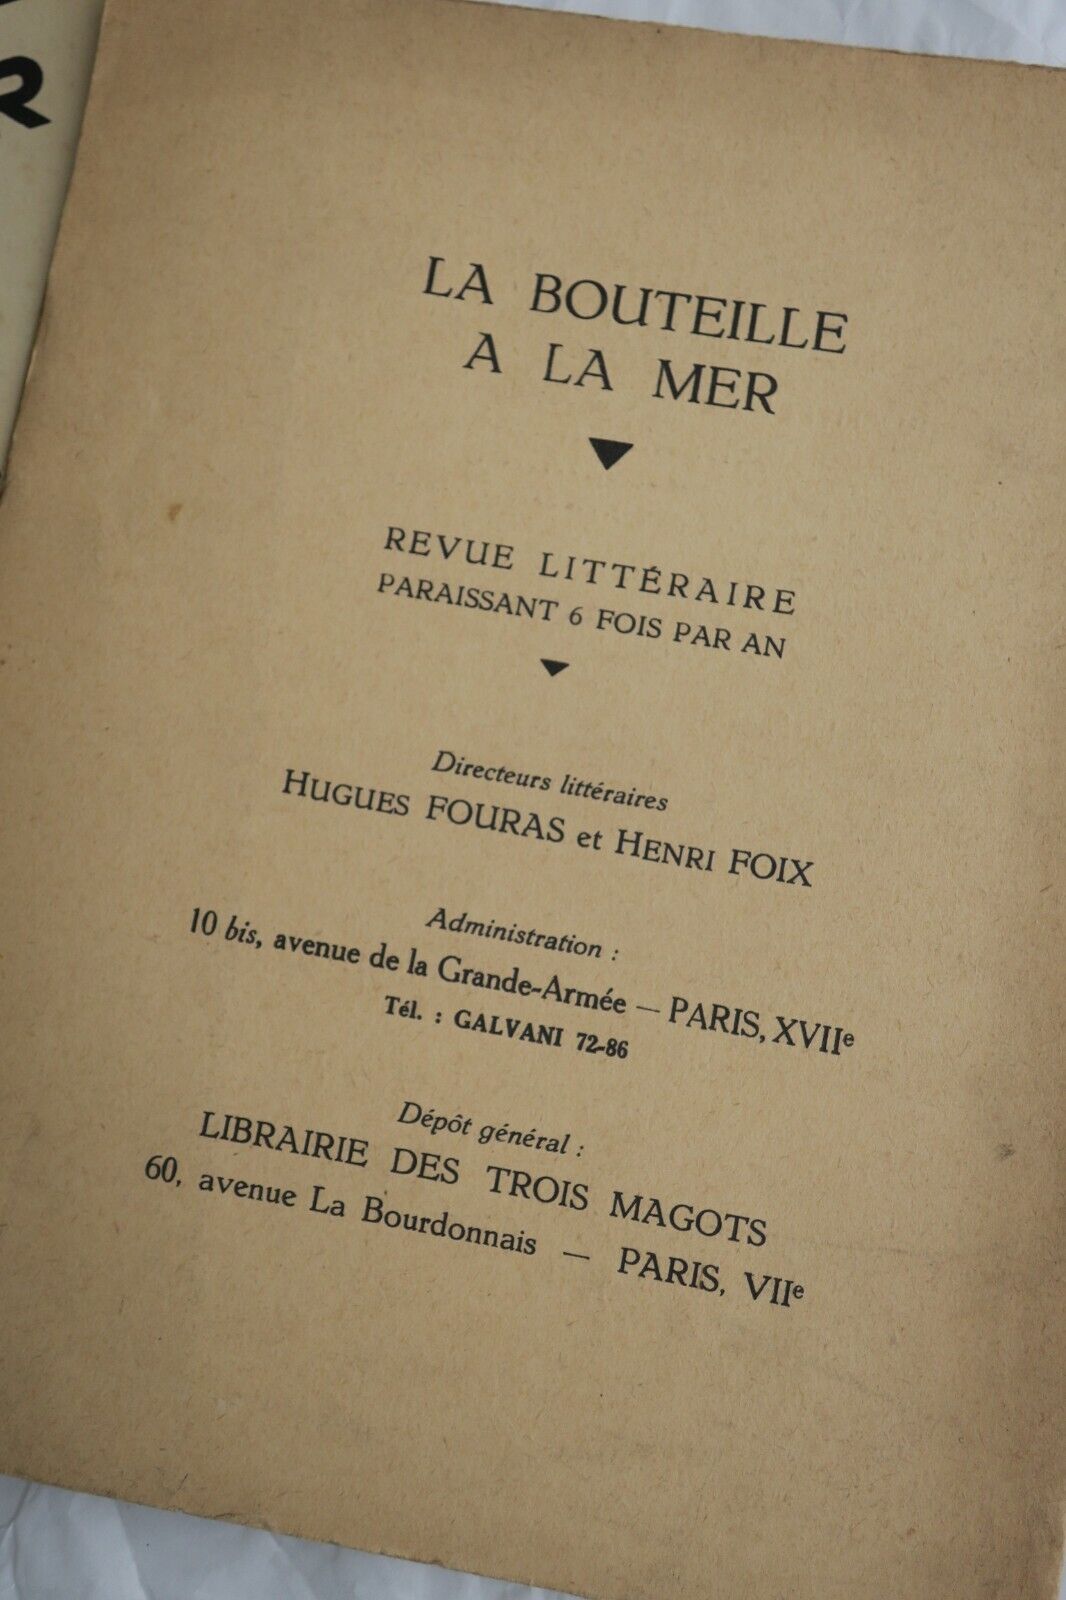 R
LA BOUTEILLE
A LA MER
REVUE LITTÉRAIRE
PARAISSANT 6 FOIS PAR AN
Directeurs littéraires
HUGUES FOURAS et HENRI FOIX
Administration :
10 bis, avenue de la Grande-Armée — PARIS, XVIIe
Tél. : GALVANI 72-86
Dépôt général :
LIBRAIRIE DES TROIS MAGOTS
60, avenue La Bourdonnais — PARIS, VIIe